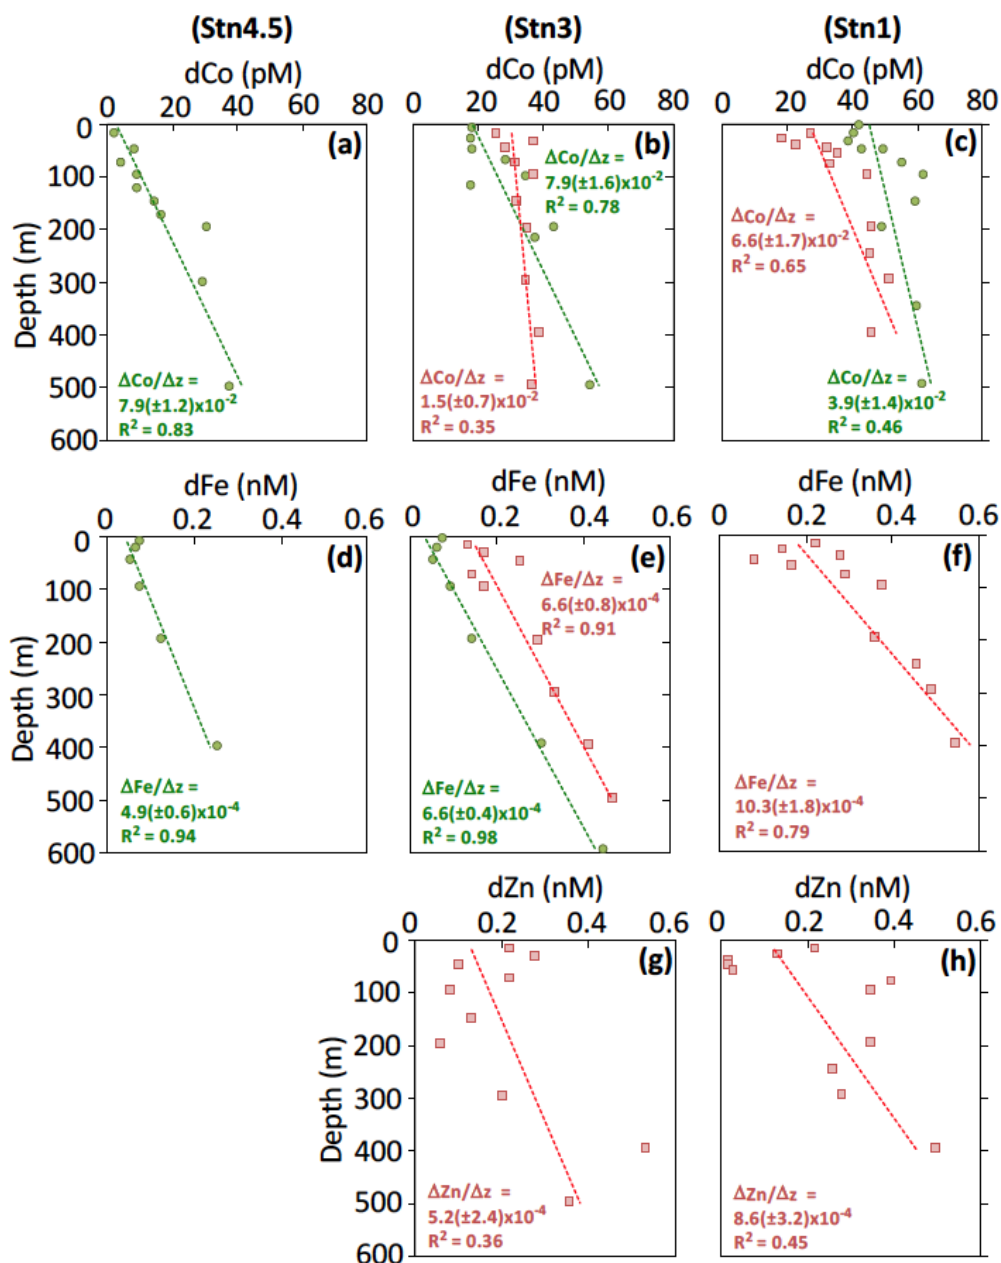 (Stn4.5) (Stn3) (Stn1)
dCo (pM) dCo (pM) dCo (pM)
0 20 40 60 80 0 20 40 60 80 0 20 40 60 80
Depth (m)
0
100
200
300
400
500
600
(a)
ΔCo/Δz =
7.9(±1.2)x10⁻²
R² = 0.83
(b)
ΔCo/Δz =
7.9(±1.6)x10⁻²
R² = 0.78
ΔCo/Δz =
1.5(±0.7)x10⁻²
R² = 0.35
(c)
ΔCo/Δz =
6.6(±1.7)x10⁻²
R² = 0.65
ΔCo/Δz =
3.9(±1.4)x10⁻²
R² = 0.46
dFe (nM) dFe (nM) dFe (nM)
0 0.2 0.4 0.6 0 0.2 0.4 0.6 0 0.2 0.4 0.6
Depth (m)
0
100
200
300
400
500
600
(d)
ΔFe/Δz =
4.9(±0.6)x10⁻⁴
R² = 0.94
(e)
ΔFe/Δz =
6.6(±0.8)x10⁻⁴
R² = 0.91
ΔFe/Δz =
6.6(±0.4)x10⁻⁴
R² = 0.98
(f)
ΔFe/Δz =
10.3(±1.8)x10⁻⁴
R² = 0.79
dZn (nM) dZn (nM)
0 0.2 0.4 0.6 0 0.2 0.4 0.6
Depth (m)
0
100
200
300
400
500
600
(g)
ΔZn/Δz =
5.2(±2.4)x10⁻⁴
R² = 0.36
(h)
ΔZn/Δz =
8.6(±3.2)x10⁻⁴
R² = 0.45